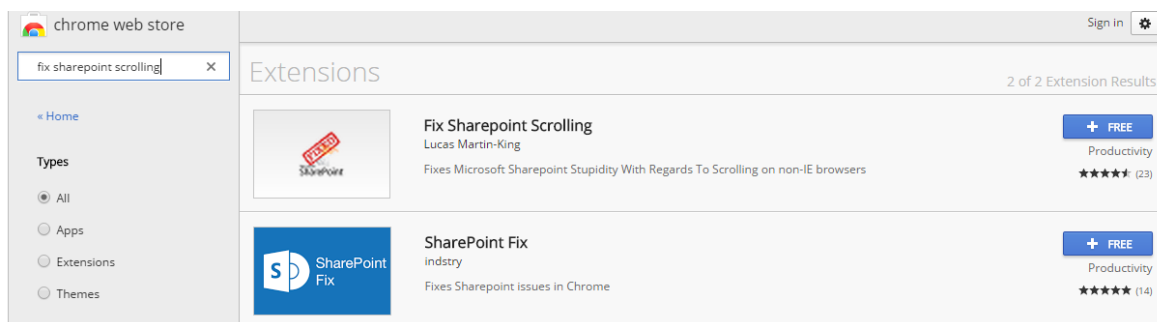 chrome web store
Sign in
fix sharepoint scrolling
« Home
Types
All
Apps
Extensions
Themes
Extensions
2 of 2 Extension Results
FIXED
SharePoint
Fix Sharepoint Scrolling
Lucas Martin-King
Fixes Microsoft Sharepoint Stupidity With Regards To Scrolling on non-IE browsers
+ FREE
Productivity
(23)
S
SharePoint
Fix
SharePoint Fix
indstry
Fixes Sharepoint issues in Chrome
+ FREE
Productivity
(14)